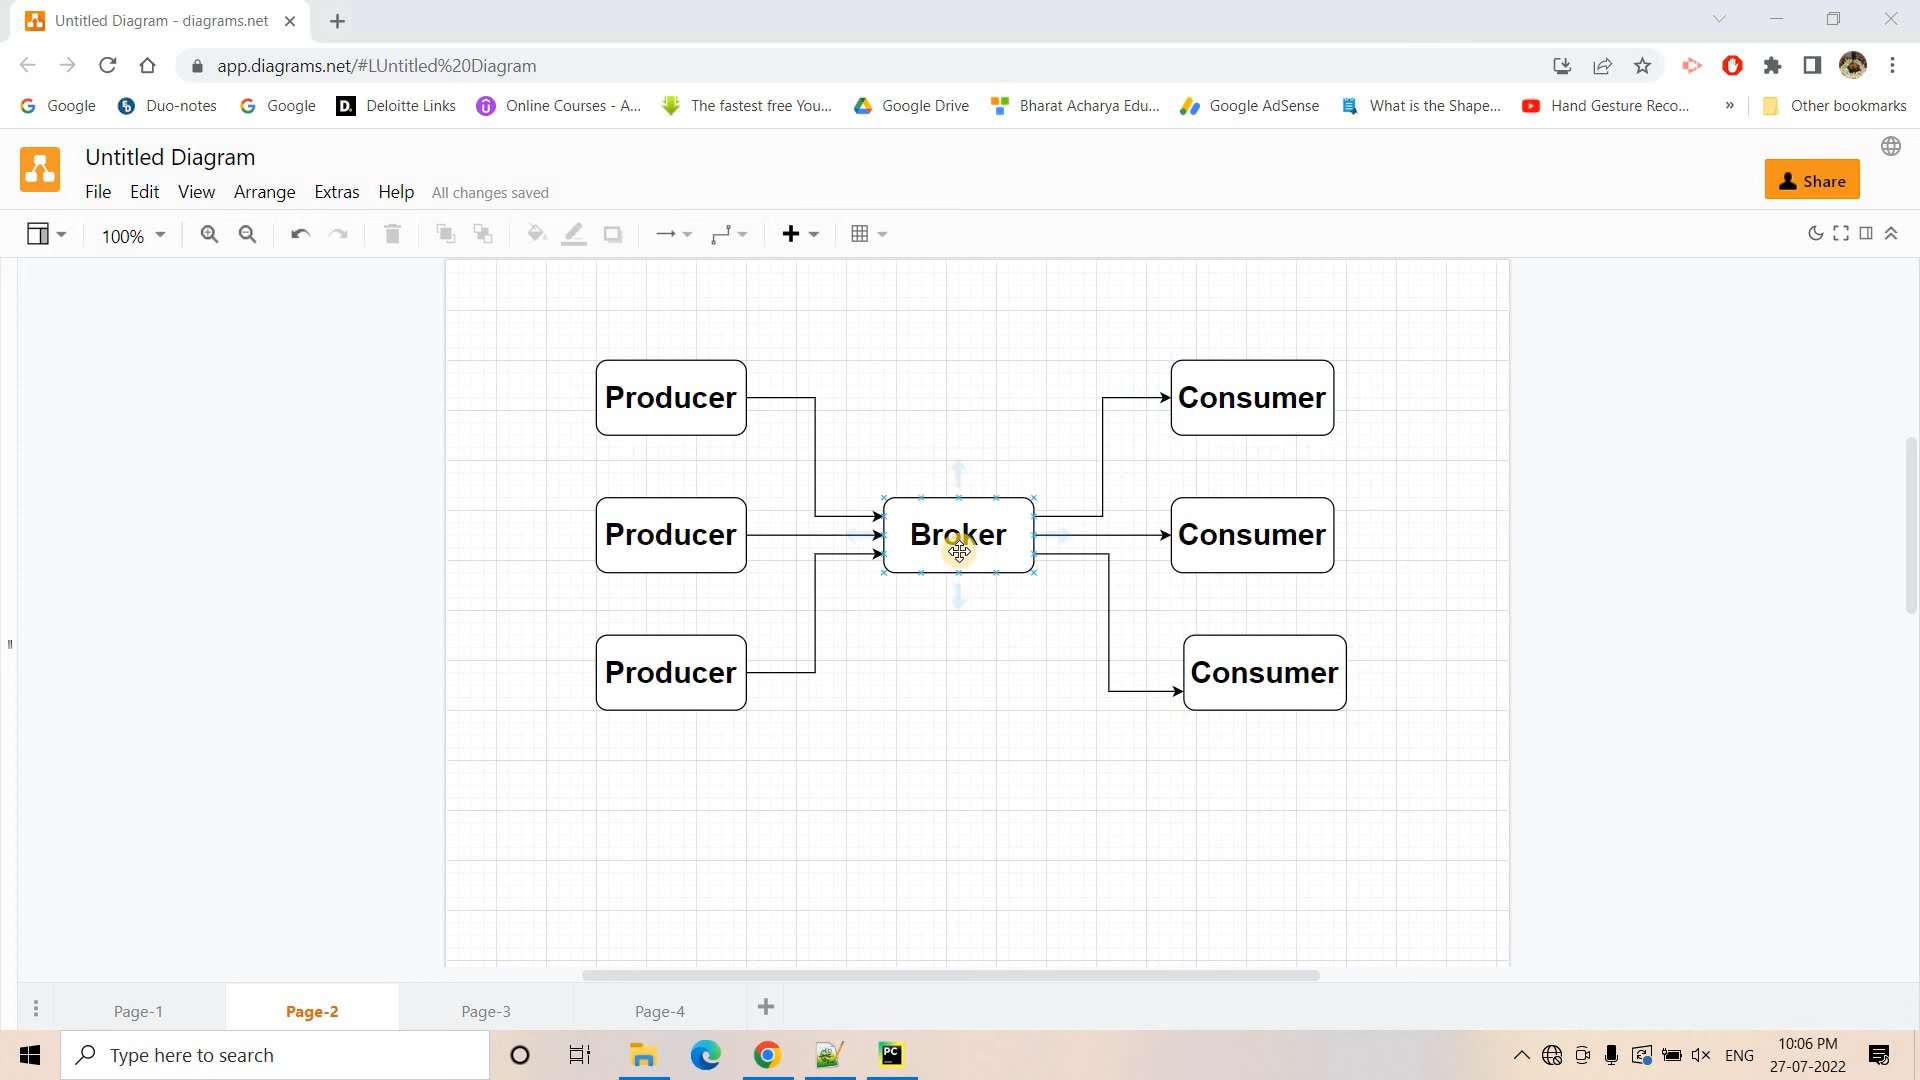 Untitled Diagram - diagrams.net
app.diagrams.net/#LUntitled%20Diagram
Google
Duo-notes
Google
D.
Deloitte Links
Online Courses - A...
The fastest free You...
Google Drive
Bharat Acharya Edu...
Google AdSense
What is the Shape...
Hand Gesture Reco...
»
Other bookmarks
Untitled Diagram
File Edit View Arrange Extras Help All changes saved
Share
100%
Producer
Consumer
Producer
Broker
Consumer
Producer
Consumer
Page-1
Page-2
Page-3
Page-4
Type here to search
PC
ENG
10:06 PM
27-07-2022